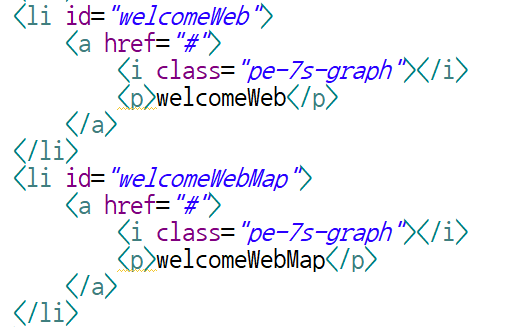 <li id="welcomeWeb">
<a href="#">
<i class="pe-7s-graph"></i>
<p>welcomeWeb</p>
</a>
</li>
<li id="welcomeWebMap">
<a href="#">
<i class="pe-7s-graph"></i>
<p>welcomeWebMap</p>
</a>
</li>